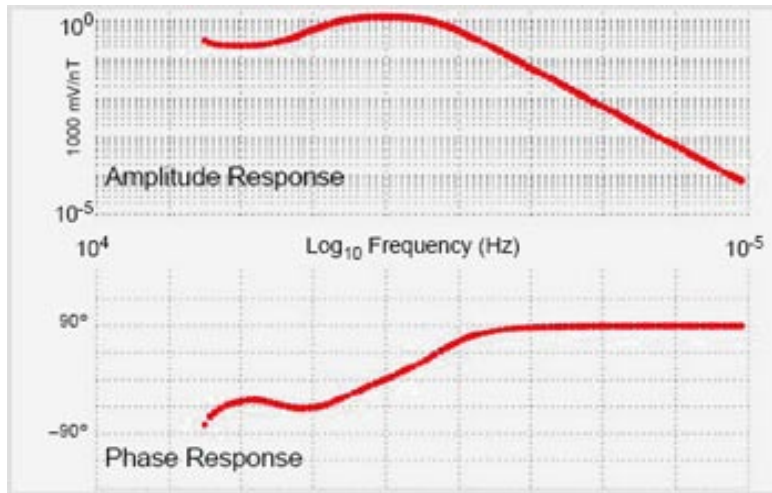 10⁰
1000 mV/nT
Amplitude Response
10⁻⁵
10⁴ Log₁₀ Frequency (Hz) 10⁻⁵
90°
–90°
Phase Response